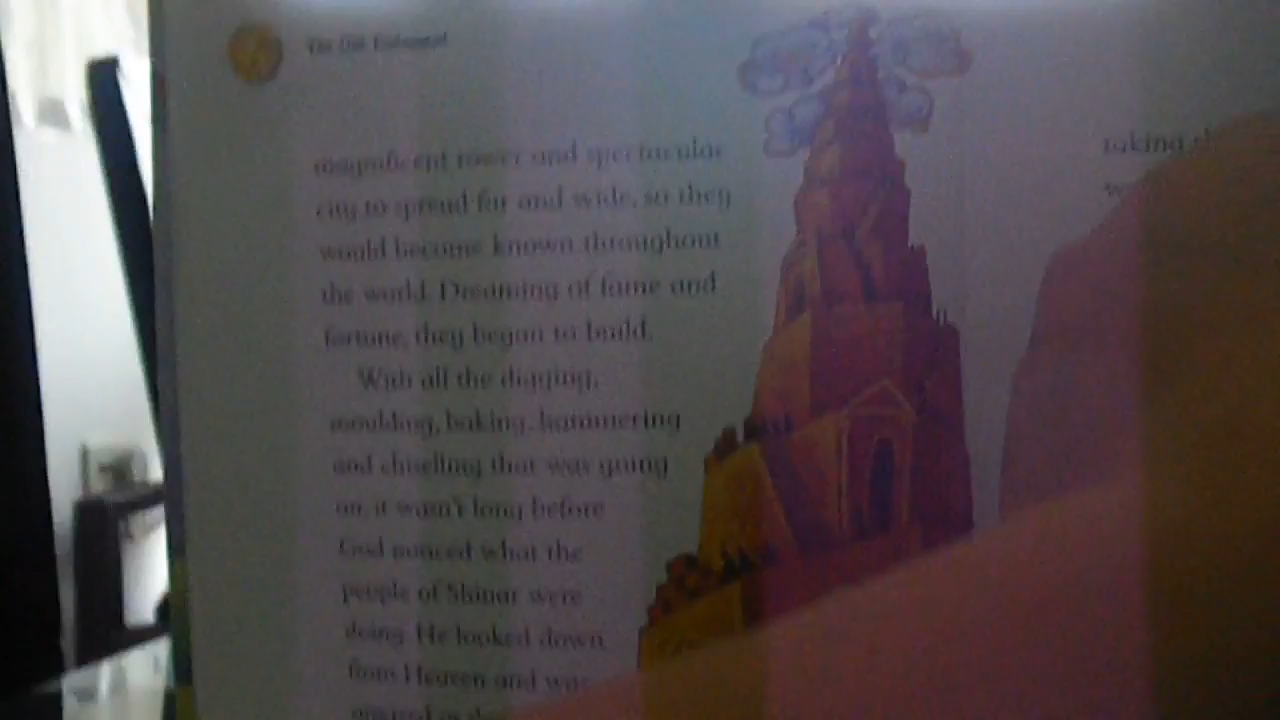 The Old Testament
magnificent tower and spectacular
city to spread far and wide, so they
would become known throughout
the world. Dreaming of fame and
fortune, they began to build.
With all the digging,
moulding, baking, hammering
and chiselling that was going
on, it wasn't long before
God noticed what the
people of Shinar were
doing. He looked down
from Heaven and was
taking